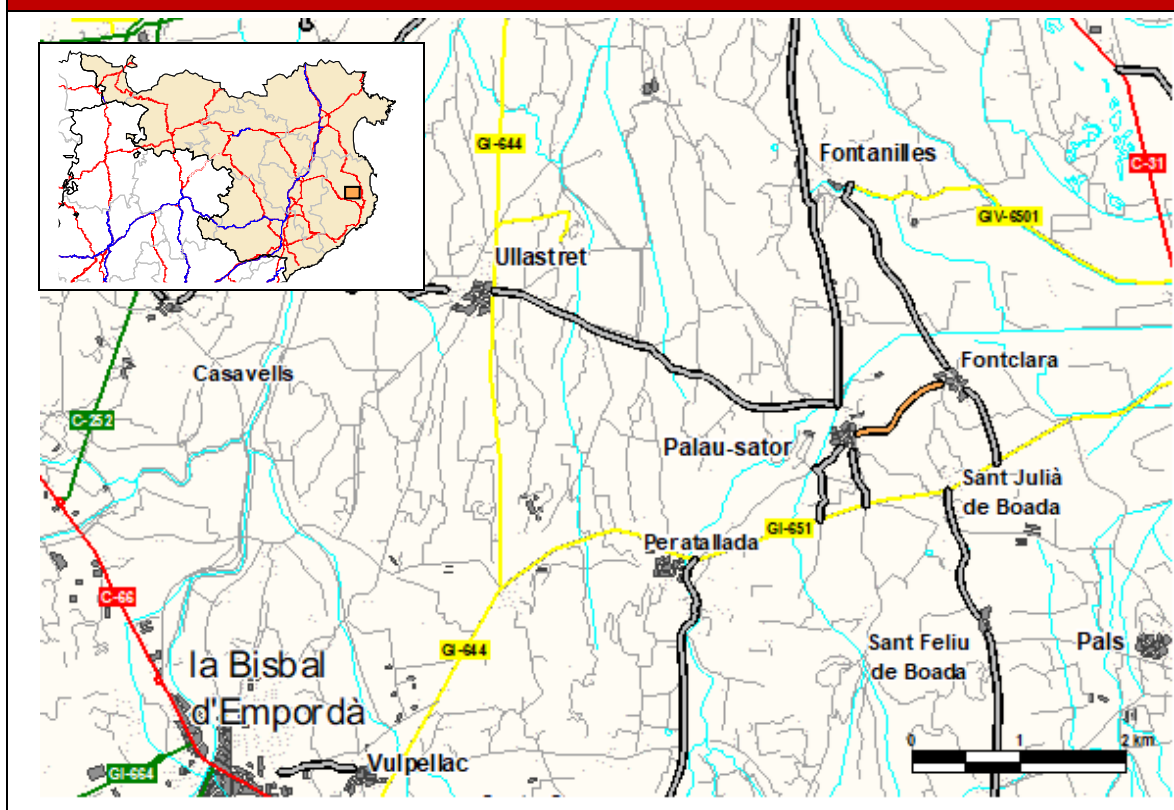 GI-644
Fontanilles
C-31
GIV-6501
Ullastret
Casavells
Fontclara
C-252
Palau-sator
Sant Julià
de Boada
GI-651
Peratallada
C-66
GI-644
Sant Feliu
de Boada
Pals
la Bisbal
d'Empordà
Vulpellac
GI-664
0 1 2 km